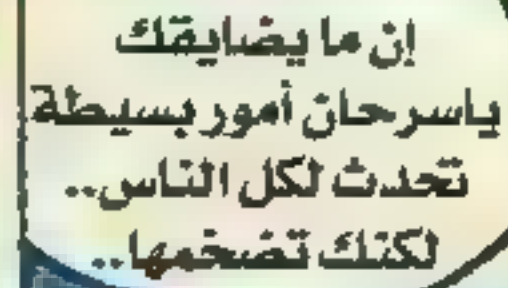 إن ما يضايقك
ياسرحان أمور بسيطة
تحدث لكل الناس..
لكنك تضخمها..